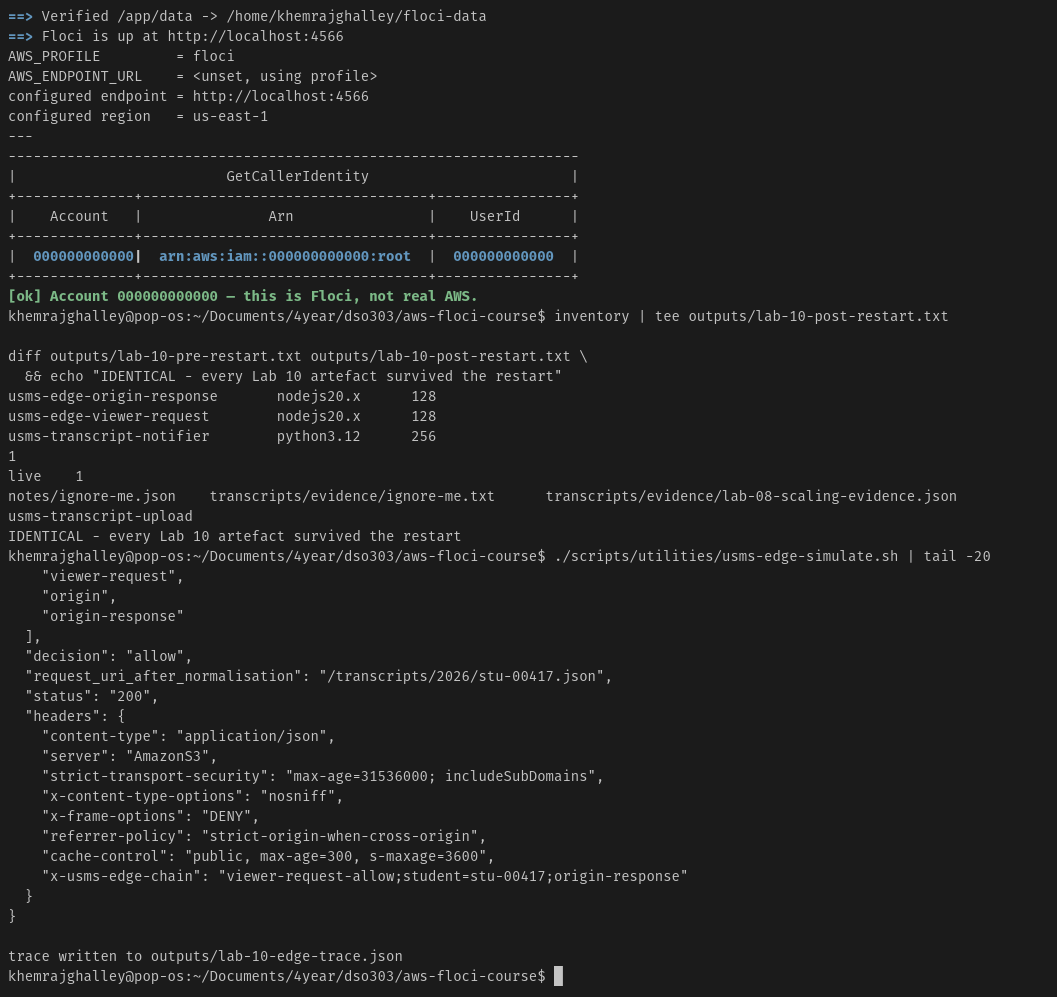 ==> Verified /app/data -> /home/khemrajghalley/floci-data
==> Floci is up at http://localhost:4566
AWS_PROFILE         = floci
AWS_ENDPOINT_URL    = <unset, using profile>
configured endpoint = http://localhost:4566
configured region   = us-east-1
---
--------------------------------------------------------------------
|                         GetCallerIdentity                        |
+--------------+----------------------------------+----------------+
|    Account   |               Arn                |    UserId      |
+--------------+----------------------------------+----------------+
|  000000000000|  arn:aws:iam::000000000000:root  |  000000000000  |
+--------------+----------------------------------+----------------+
[ok] Account 000000000000 — this is Floci, not real AWS.
khemrajghalley@pop-os:~/Documents/4year/dso303/aws-floci-course$ inventory | tee outputs/lab-10-post-restart.txt

diff outputs/lab-10-pre-restart.txt outputs/lab-10-post-restart.txt \
  && echo "IDENTICAL - every Lab 10 artefact survived the restart"
usms-edge-origin-response       nodejs20.x      128
usms-edge-viewer-request        nodejs20.x      128
usms-transcript-notifier        python3.12      256
1
live    1
notes/ignore-me.json    transcripts/evidence/ignore-me.txt      transcripts/evidence/lab-08-scaling-evidence.json
usms-transcript-upload
IDENTICAL - every Lab 10 artefact survived the restart
khemrajghalley@pop-os:~/Documents/4year/dso303/aws-floci-course$ ./scripts/utilities/usms-edge-simulate.sh | tail -20
    "viewer-request",
    "origin",
    "origin-response"
  ],
  "decision": "allow",
  "request_uri_after_normalisation": "/transcripts/2026/stu-00417.json",
  "status": "200",
  "headers": {
    "content-type": "application/json",
    "server": "AmazonS3",
    "strict-transport-security": "max-age=31536000; includeSubDomains",
    "x-content-type-options": "nosniff",
    "x-frame-options": "DENY",
    "referrer-policy": "strict-origin-when-cross-origin",
    "cache-control": "public, max-age=300, s-maxage=3600",
    "x-usms-edge-chain": "viewer-request-allow;student=stu-00417;origin-response"
  }
}

trace written to outputs/lab-10-edge-trace.json
khemrajghalley@pop-os:~/Documents/4year/dso303/aws-floci-course$